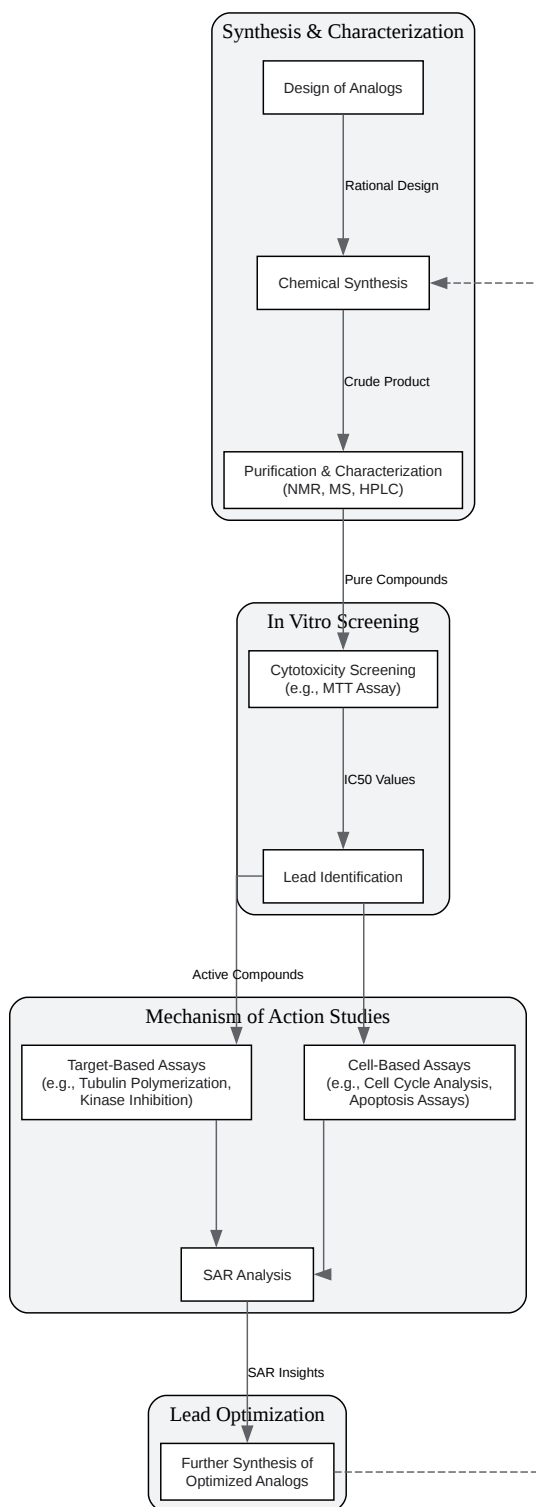 Synthesis & Characterization
Design of Analogs
Rational Design
Chemical Synthesis
Crude Product
Purification & Characterization
(NMR, MS, HPLC)
Pure Compounds
In Vitro Screening
Cytotoxicity Screening
(e.g., MTT Assay)
IC50 Values
Lead Identification
Active Compounds
Mechanism of Action Studies
Target-Based Assays
(e.g., Tubulin Polymerization,
Kinase Inhibition)
Cell-Based Assays
(e.g., Cell Cycle Analysis,
Apoptosis Assays)
SAR Analysis
SAR Insights
Lead Optimization
Further Synthesis of
Optimized Analogs